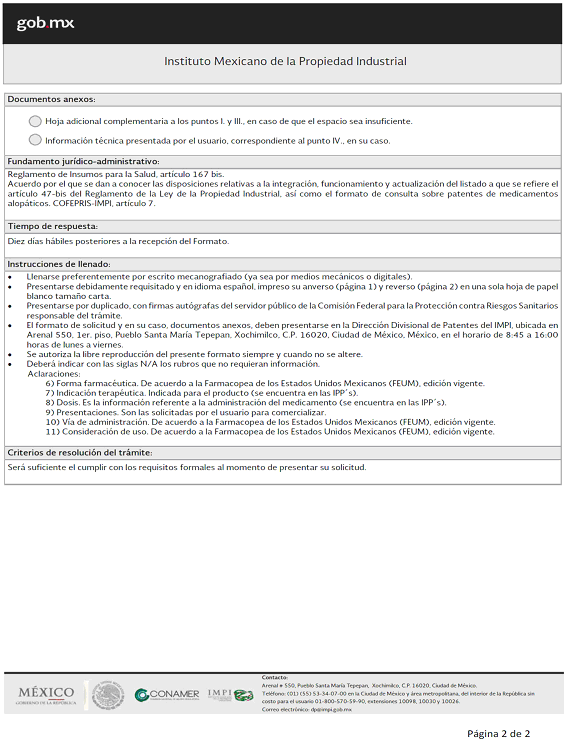 gob.mx
Instituto Mexicano de la Propiedad Industrial
Documentos anexos:
Hoja adicional complementaria a los puntos I. y III., en caso de que el espacio sea insuficiente.
Información técnica presentada por el usuario, correspondiente al punto IV., en su caso.
Fundamento jurídico-administrativo:
Reglamento de Insumos para la Salud, artículo 167 bis.
Acuerdo por el que se dan a conocer las disposiciones relativas a la integración, funcionamiento y actualización del listado a que se refiere el
artículo 47-bis del Reglamento de la Ley de la Propiedad Industrial, así como el formato de consulta sobre patentes de medicamentos
alopáticos. COFEPRIS-IMPI, artículo 7.
Tiempo de respuesta:
Diez días hábiles posteriores a la recepción del Formato.
Instrucciones de llenado:
• Llenarse preferentemente por escrito mecanografiado (ya sea por medios mecánicos o digitales).
• Presentarse debidamente requisitado y en idioma español, impreso su anverso (página 1) y reverso (página 2) en una sola hoja de papel
blanco tamaño carta.
• Presentarse por duplicado, con firmas autógrafas del servidor público de la Comisión Federal para la Protección contra Riesgos Sanitarios
responsable del trámite.
• El formato de solicitud y en su caso, documentos anexos, deben presentarse en la Dirección Divisional de Patentes del IMPI, ubicada en
Arenal 550, 1er. piso, Pueblo Santa María Tepepan, Xochimilco, C.P. 16020, Ciudad de México, México, en el horario de 8:45 a 16:00
horas de lunes a viernes.
• Se autoriza la libre reproducción del presente formato siempre y cuando no se altere.
• Deberá indicar con las siglas N/A los rubros que no requieran información.
Aclaraciones:
6) Forma farmacéutica. De acuerdo a la Farmacopea de los Estados Unidos Mexicanos (FEUM), edición vigente.
7) Indicación terapéutica. Indicada para el producto (se encuentra en las IPP´s).
8) Dosis. Es la información referente a la administración del medicamento (se encuentra en las IPP´s).
9) Presentaciones. Son las solicitadas por el usuario para comercializar.
10) Vía de administración. De acuerdo a la Farmacopea de los Estados Unidos Mexicanos (FEUM), edición vigente.
11) Consideración de uso. De acuerdo a la Farmacopea de los Estados Unidos Mexicanos (FEUM), edición vigente.
Criterios de resolución del trámite:
Será suficiente el cumplir con los requisitos formales al momento de presentar su solicitud.
MÉXICO
GOBIERNO DE LA REPÚBLICA
CONAMER
IMPI
Contacto:
Arenal # 550, Pueblo Santa María Tepepan, Xochimilco, C.P. 16020, Ciudad de México.
Teléfono: (01) (55) 53-34-07-00 en la Ciudad de México y área metropolitana, del interior de la República sin
costo para el usuario 01-800-570-59-90, extensiones 10098, 10030 y 10026.
Correo electrónico: dp@impi.gob.mx
Página 2 de 2